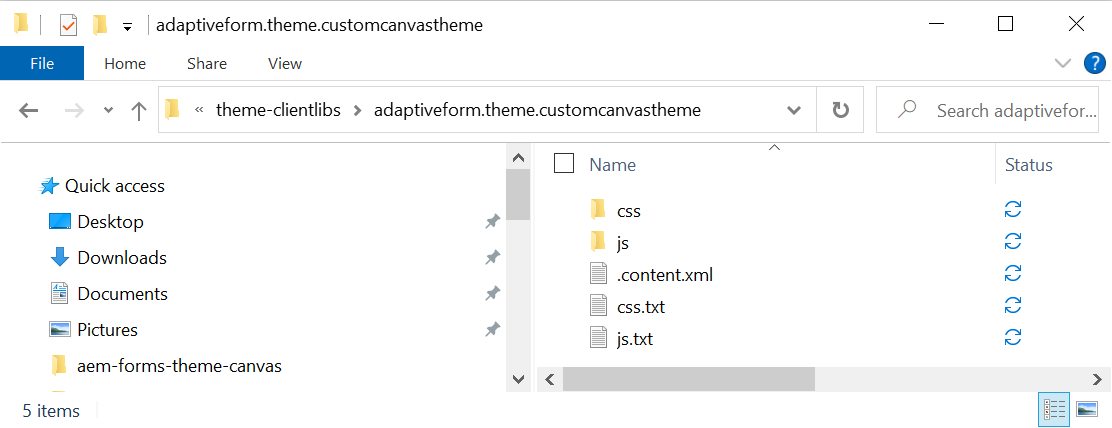 adaptiveform.theme.customcanvastheme
File Home Share View ?
« theme-clientlibs > adaptiveform.theme.customcanvastheme Search adaptivefor...
Name Status
Quick access
Desktop
Downloads
Documents
Pictures
aem-forms-theme-canvas
css
js
.content.xml
css.txt
js.txt
5 items